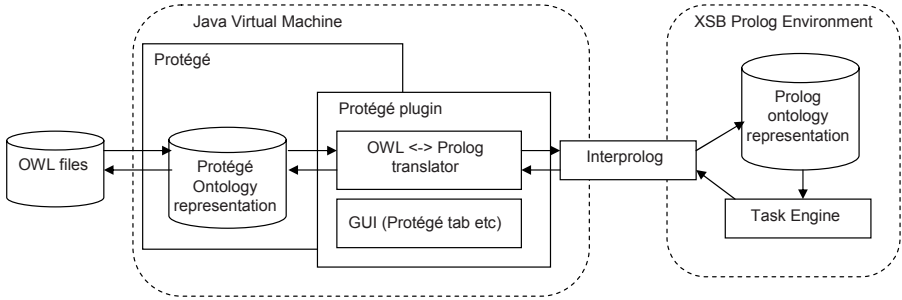 Java Virtual Machine
XSB Prolog Environment
Protégé
Protégé plugin
OWL files
Protégé
Ontology
representation
OWL <-> Prolog
translator
GUI (Protégé tab etc)
Interprolog
Prolog
ontology
representation
Task Engine